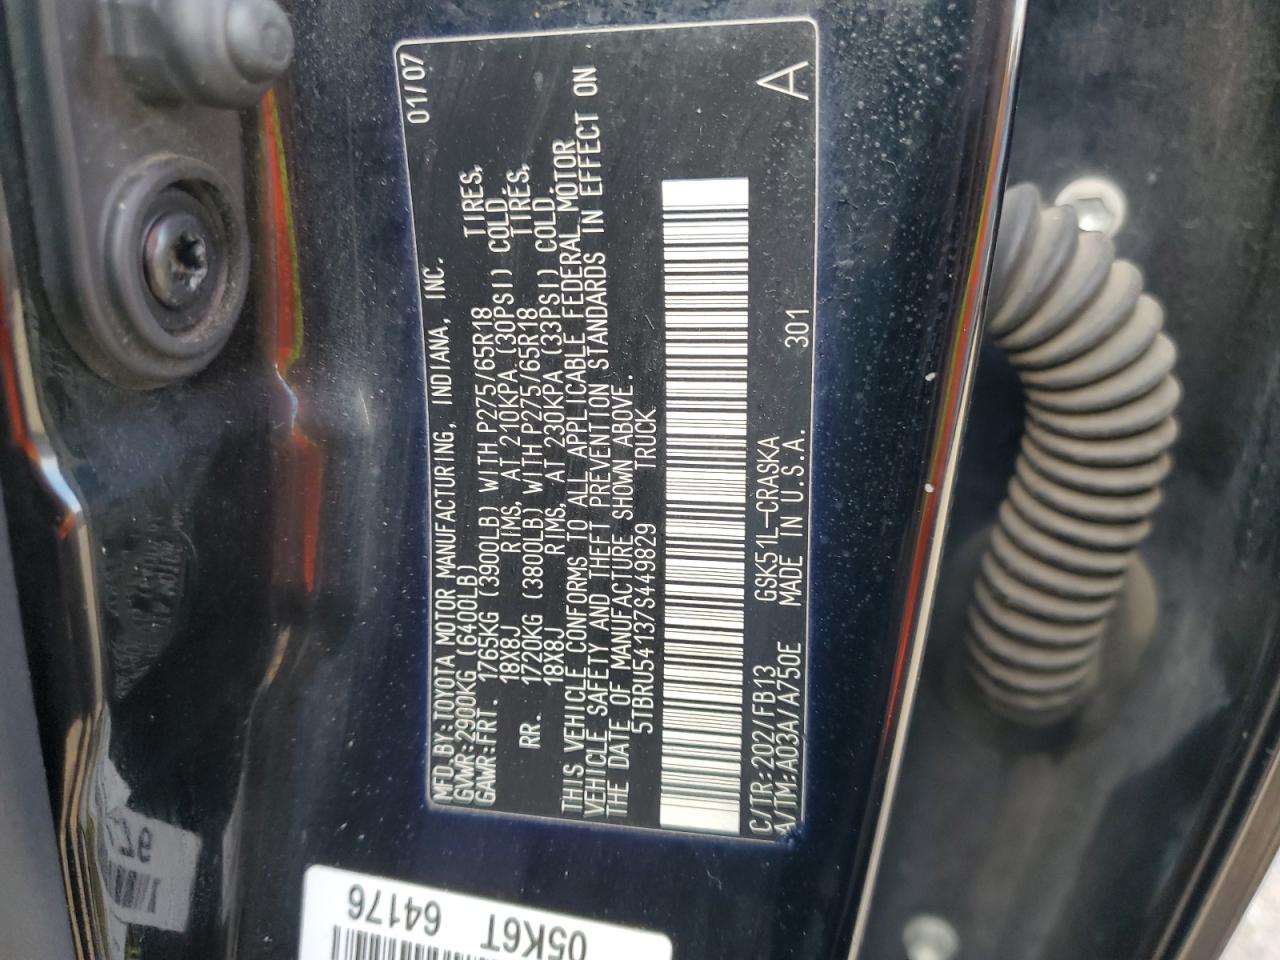 01/07
MFD.BY:TOYOTA MOTOR MANUFACTURING, INDIANA, INC.
GVWR:2900KG (6400LB)
GAWR:FRT. 1765KG (3900LB) WITH P275/65R18 TIRES,
18X8J RIMS, AT 210KPA (30PSI) COLD.
RR. 1720KG (3800LB) WITH P275/65R18 TIRES,
18X8J RIMS, AT 230KPA (33PSI) COLD
THIS VEHICLE CONFORMS TO ALL APPLICABLE FEDERAL MOTOR
VEHICLE SAFETY AND THEFT PREVENTION STANDARDS IN EFFECT ON
THE DATE OF MANUFACTURE SHOWN ABOVE.
5TBRU54137S449829 TRUCK
C/TR:202/FB13 GSK51L-CRASKA
A/TM:A03A/A750E MADE IN U.S.A. 301 A
05K6T
64176